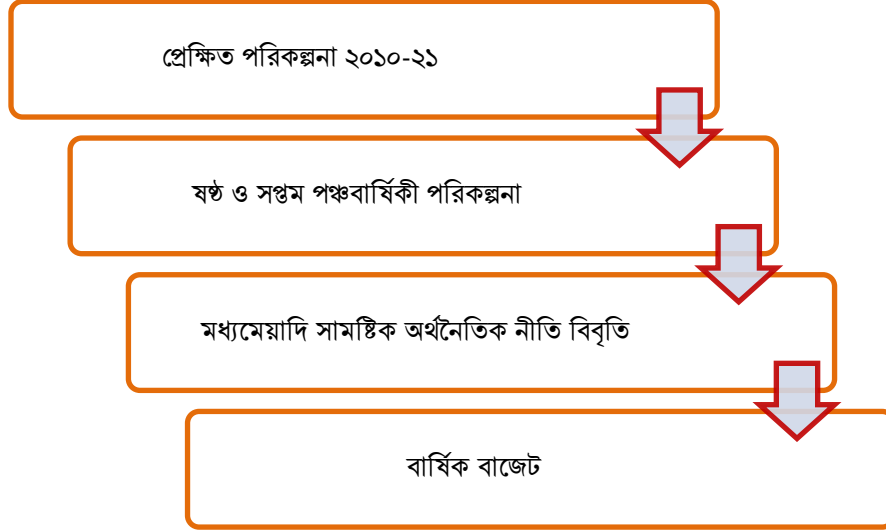 প্রেক্ষিত পরিকল্পনা ২০১০-২১
ষষ্ঠ ও সপ্তম পঞ্চবার্ষিকী পরিকল্পনা
মধ্যমেয়াদি সামষ্টিক অর্থনৈতিক নীতি বিবৃতি
বার্ষিক বাজেট